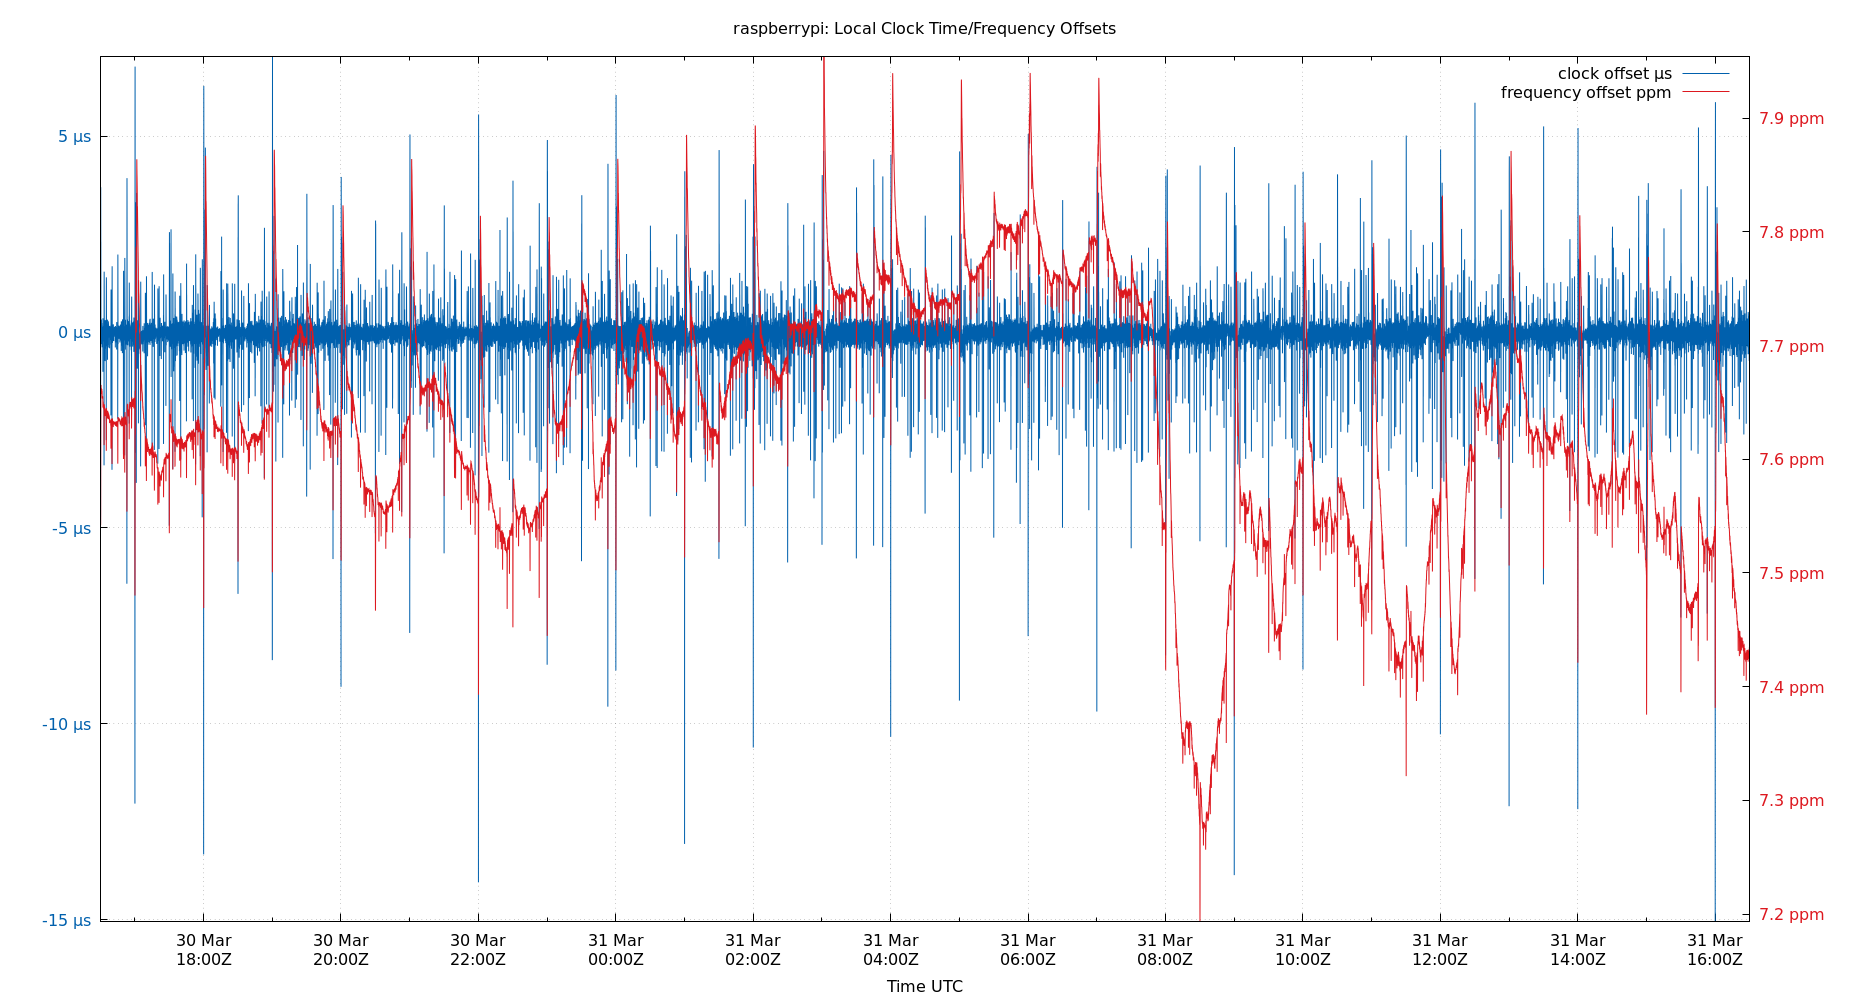 raspberrypi: Local Clock Time/Frequency Offsets
clock offset µs
frequency offset ppm
5 µs
0 µs
-5 µs
-10 µs
-15 µs
7.9 ppm
7.8 ppm
7.7 ppm
7.6 ppm
7.5 ppm
7.4 ppm
7.3 ppm
7.2 ppm
30 Mar 30 Mar 30 Mar 31 Mar 31 Mar 31 Mar 31 Mar 31 Mar 31 Mar 31 Mar 31 Mar 31 Mar
18:00Z 20:00Z 22:00Z 00:00Z 02:00Z 04:00Z 06:00Z 08:00Z 10:00Z 12:00Z 14:00Z 16:00Z
Time UTC